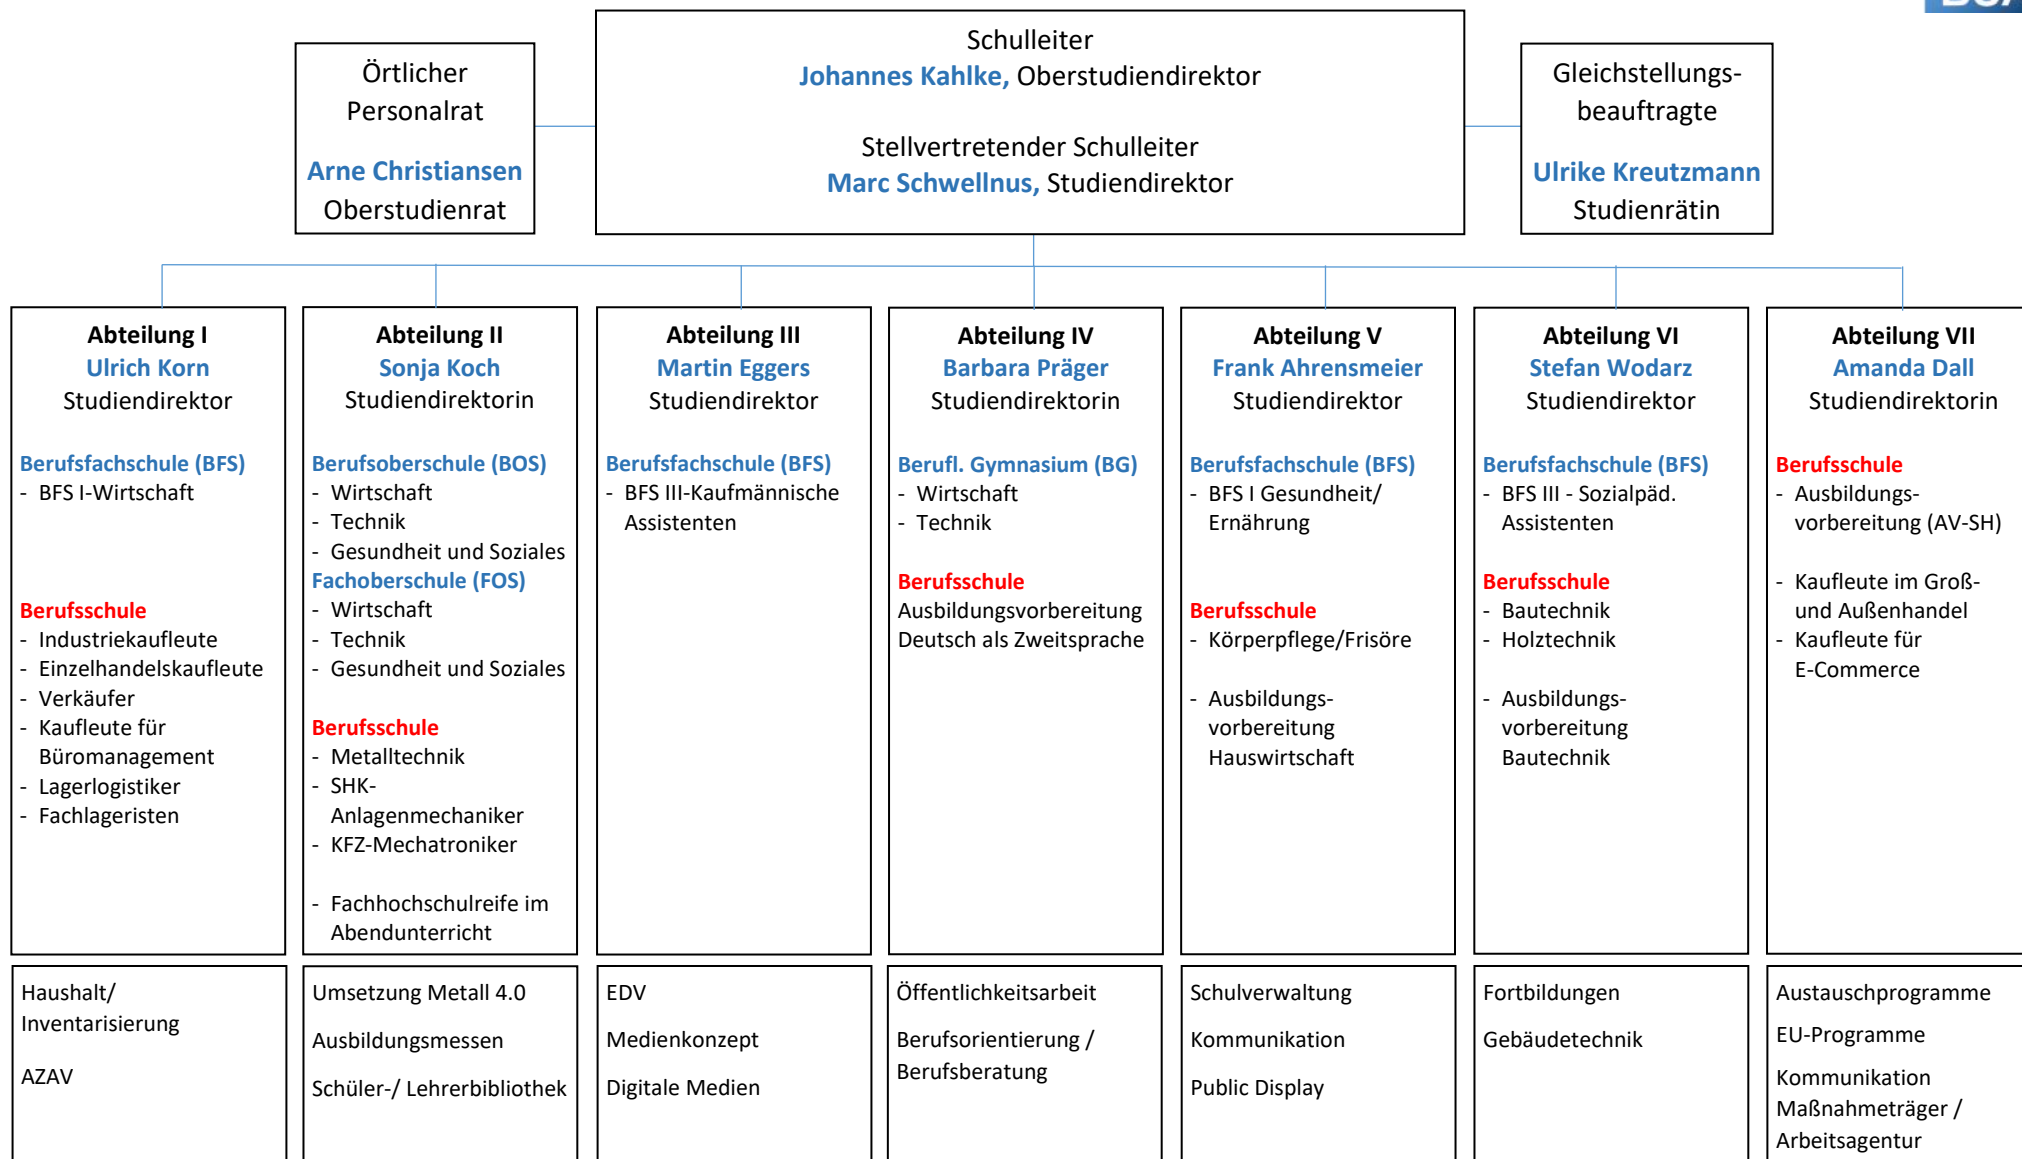 Örtlicher
Personalrat
Arne Christiansen
Oberstudienrat
Schulleiter
Johannes Kahlke, Oberstudiendirektor
Stellvertretender Schulleiter
Marc Schwellnus, Studiendirektor
Gleichstellungs-
beauftragte
Ulrike Kreutzmann
Studienrätin
Abteilung I
Ulrich Korn
Studiendirektor
Berufsfachschule (BFS)
- BFS I-Wirtschaft
Berufsschule
- Industriekaufleute
- Einzelhandelskaufleute
- Verkäufer
- Kaufleute für
Büromanagement
- Lagerlogistiker
- Fachlageristen
Abteilung II
Sonja Koch
Studiendirektorin
Berufsoberschule (BOS)
- Wirtschaft
- Technik
- Gesundheit und Soziales
Fachoberschule (FOS)
- Wirtschaft
- Technik
- Gesundheit und Soziales
Berufsschule
- Metalltechnik
- SHK-
Anlagenmechaniker
- KFZ-Mechatroniker
- Fachhochschulreife im
Abendunterricht
Abteilung III
Martin Eggers
Studiendirektor
Berufsfachschule (BFS)
- BFS III-Kaufmännische
Assistenten
Abteilung IV
Barbara Präger
Studiendirektorin
Berufl. Gymnasium (BG)
- Wirtschaft
- Technik
Berufsschule
Ausbildungsvorbereitung
Deutsch als Zweitsprache
Abteilung V
Frank Ahrensmeier
Studiendirektor
Berufsfachschule (BFS)
- BFS I Gesundheit/
Ernährung
Berufsschule
- Körperpflege/Frisöre
- Ausbildungs-
vorbereitung
Hauswirtschaft
Abteilung VI
Stefan Wodarz
Studiendirektor
Berufsfachschule (BFS)
- BFS III - Sozialpäd.
Assistenten
Berufsschule
- Bautechnik
- Holztechnik
- Ausbildungs-
vorbereitung
Bautechnik
Abteilung VII
Amanda Dall
Studiendirektorin
Berufsschule
- Ausbildungs-
vorbereitung (AV-SH)
- Kaufleute im Groß-
und Außenhandel
- Kaufleute für
E-Commerce
Haushalt/
Inventarisierung
AZAV
Umsetzung Metall 4.0
Ausbildungsmessen
Schüler-/ Lehrerbibliothek
EDV
Medienkonzept
Digitale Medien
Öffentlichkeitsarbeit
Berufsorientierung /
Berufsberatung
Schulverwaltung
Kommunikation
Public Display
Fortbildungen
Gebäudetechnik
Austauschprogramme
EU-Programme
Kommunikation
Maßnahmeträger /
Arbeitsagentur